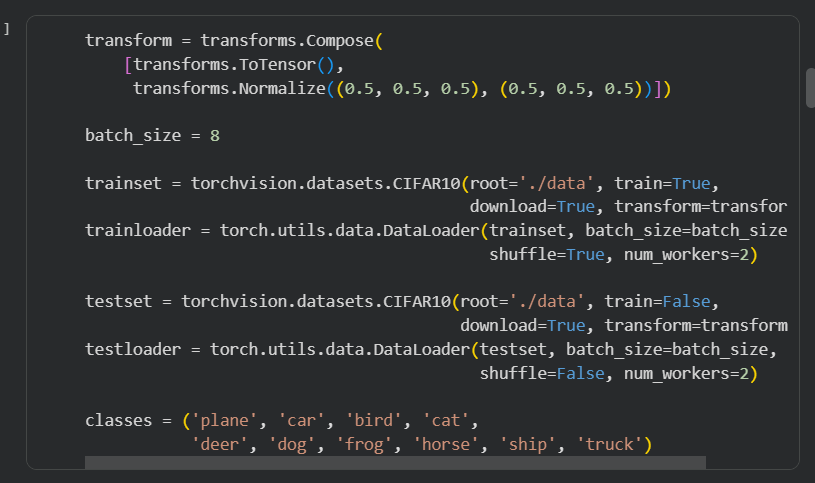 ]
transform = transforms.Compose(
    [transforms.ToTensor(),
     transforms.Normalize((0.5, 0.5, 0.5), (0.5, 0.5, 0.5))])
batch_size = 8
trainset = torchvision.datasets.CIFAR10(root='./data', train=True,
                                        download=True, transform=transfor
trainloader = torch.utils.data.DataLoader(trainset, batch_size=batch_size
                                          shuffle=True, num_workers=2)
testset = torchvision.datasets.CIFAR10(root='./data', train=False,
                                       download=True, transform=transform
testloader = torch.utils.data.DataLoader(testset, batch_size=batch_size,
                                         shuffle=False, num_workers=2)
classes = ('plane', 'car', 'bird', 'cat',
           'deer', 'dog', 'frog', 'horse', 'ship', 'truck')